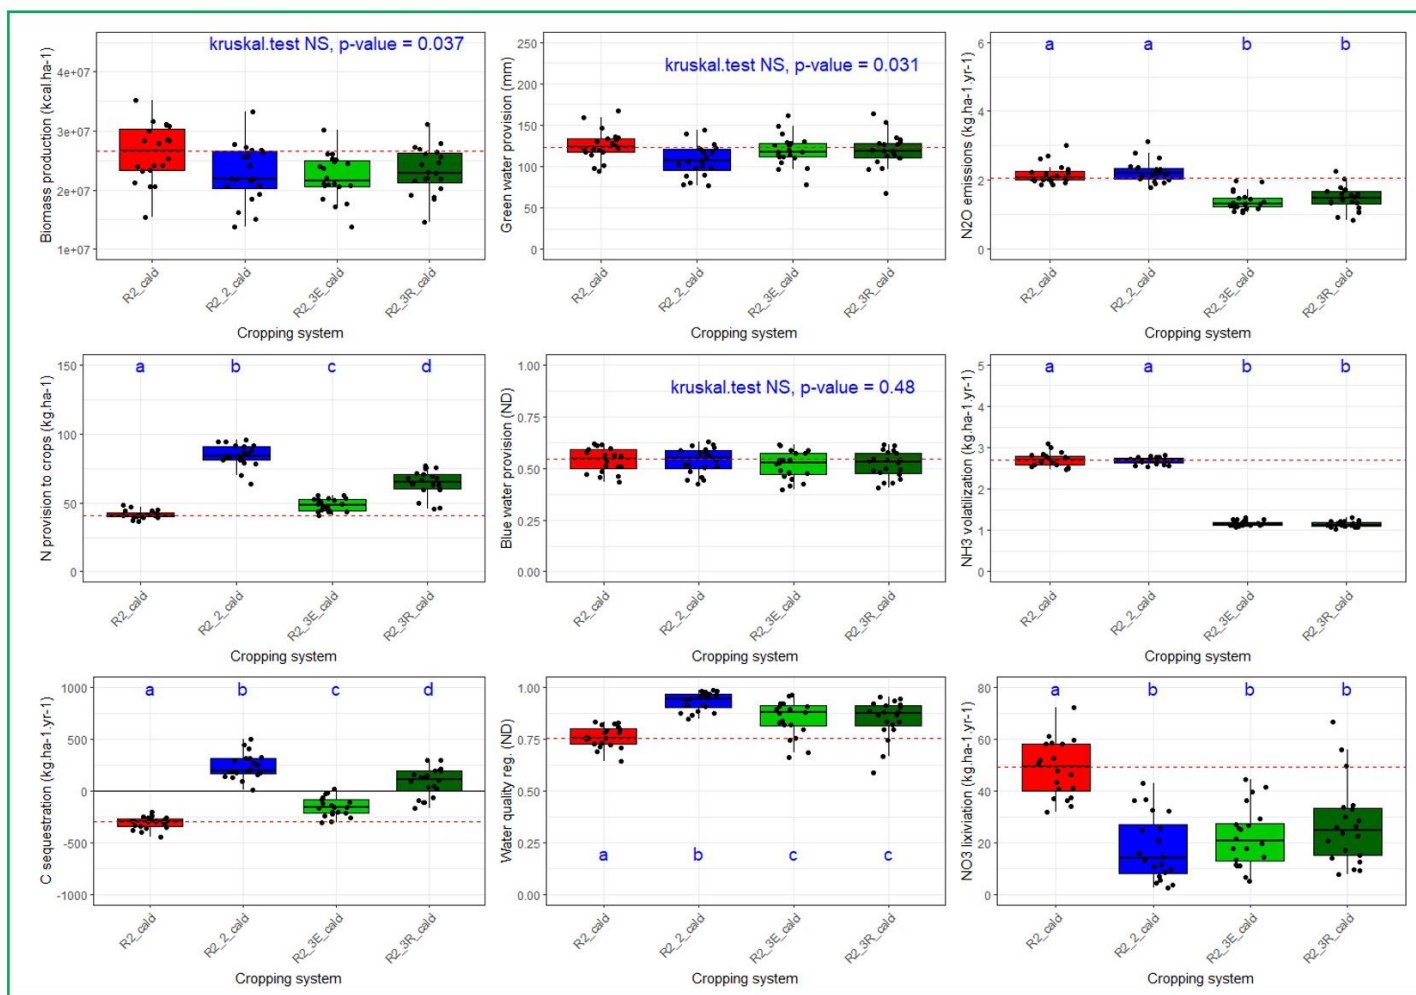 kruskal.test NS, p-value = 0.037
Biomass production (kcal.ha-1)
4e+07
3e+07
2e+07
1e+07
R2_cald
R2_2_cald
R2_3E_cald
R2_3R_cald
Cropping system
kruskal.test NS, p-value = 0.031
Green water provision (mm)
250
200
150
100
50
0
R2_cald
R2_2_cald
R2_3E_cald
R2_3R_cald
Cropping system
a a b b
N2O emissions (kg.ha-1.yr-1)
6
4
2
0
R2_cald
R2_2_cald
R2_3E_cald
R2_3R_cald
Cropping system
a b c d
N provision to crops (kg.ha-1)
150
100
50
0
R2_cald
R2_2_cald
R2_3E_cald
R2_3R_cald
Cropping system
kruskal.test NS, p-value = 0.48
Blue water provision (ND)
1.00
0.75
0.50
0.25
0.00
R2_cald
R2_2_cald
R2_3E_cald
R2_3R_cald
Cropping system
a a b b
NH3 volatilization (kg.ha-1.yr-1)
5
4
3
2
1
0
R2_cald
R2_2_cald
R2_3E_cald
R2_3R_cald
Cropping system
a b c d
C sequestration (kg.ha-1.yr-1)
1000
500
0
-500
-1000
R2_cald
R2_2_cald
R2_3E_cald
R2_3R_cald
Cropping system
Water quality reg. (ND)
1.00
0.75
0.50
0.25
0.00
a b c c
R2_cald
R2_2_cald
R2_3E_cald
R2_3R_cald
Cropping system
a b b b
NO3 lixiviation (kg.ha-1.yr-1)
80
60
40
20
0
R2_cald
R2_2_cald
R2_3E_cald
R2_3R_cald
Cropping system